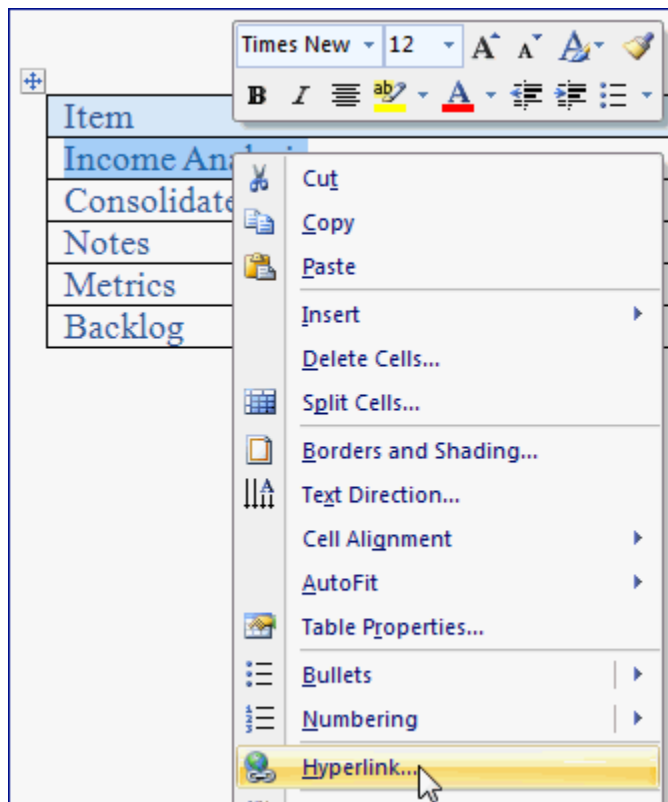 Times New 12
Item
Income An
Consolidate
Notes
Metrics
Backlog
Cut
Copy
Paste
Insert
Delete Cells...
Split Cells...
Borders and Shading...
Text Direction...
Cell Alignment
AutoFit
Table Properties...
Bullets
Numbering
Hyperlink...